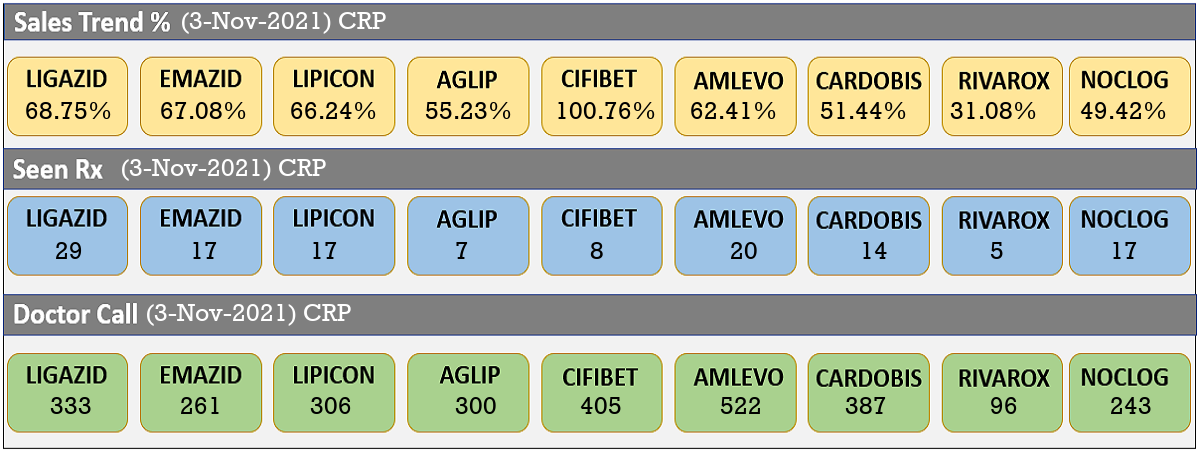 Sales Trend % (3-Nov-2021) CRP
LIGAZID EMAZID LIPICON AGLIP CIFIBET AMLEVO CARDOBIS RIVAROX NOCLOG
68.75% 67.08% 66.24% 55.23% 100.76% 62.41% 51.44% 31.08% 49.42%
Seen Rx (3-Nov-2021) CRP
LIGAZID EMAZID LIPICON AGLIP CIFIBET AMLEVO CARDOBIS RIVAROX NOCLOG
29 17 17 7 8 20 14 5 17
Doctor Call (3-Nov-2021) CRP
LIGAZID EMAZID LIPICON AGLIP CIFIBET AMLEVO CARDOBIS RIVAROX NOCLOG
333 261 306 300 405 522 387 96 243